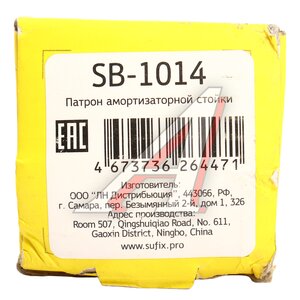 SB-1014
Патрон амортизаторной стойки
EAC
4 673736 264471
Изготовитель:
ООО "ЛН Дистрибьюция", 443066, РФ,
г. Самара, пер. Безымянный 2-й, дом 1, 326
Адрес производства:
Room 507, Qingshuiqiao Road, No. 611,
Gaoxin District, Ningbo, China
www.sufix.pro